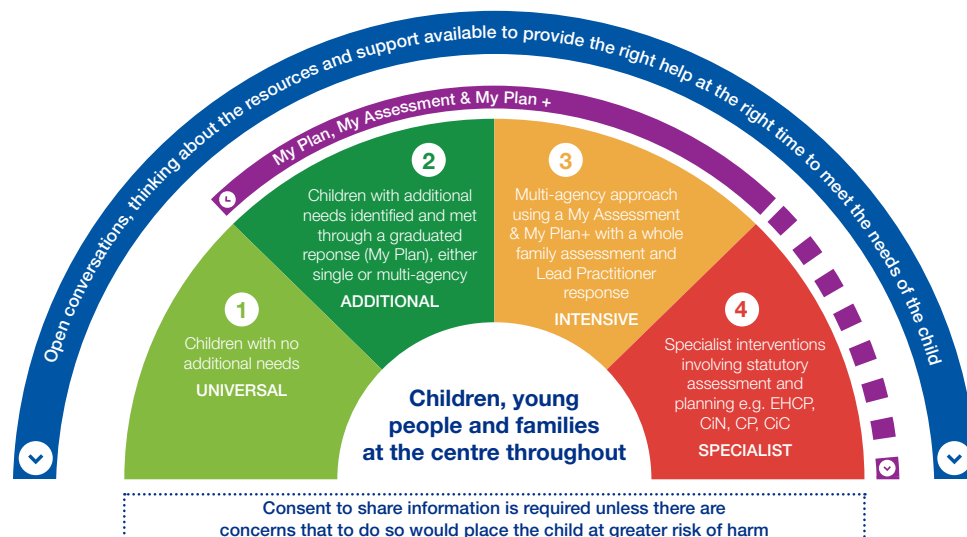 Open conversations, thinking about the resources and support available to provide the right help at the right time to meet the needs of the child
My Plan, My Assessment & My Plan +
1
Children with no
additional needs
UNIVERSAL
2
Children with additional
needs identified and met
through a graduated
reponse (My Plan), either
single or multi-agency
ADDITIONAL
3
Multi-agency approach
using a My Assessment
& My Plan+ with a whole
family assessment and
Lead Practitioner
response
INTENSIVE
4
Specialist interventions
involving statutory
assessment and
planning e.g. EHCP,
CiN, CP, CiC
SPECIALIST
Children, young
people and families
at the centre throughout
Consent to share information is required unless there are
concerns that to do so would place the child at greater risk of harm